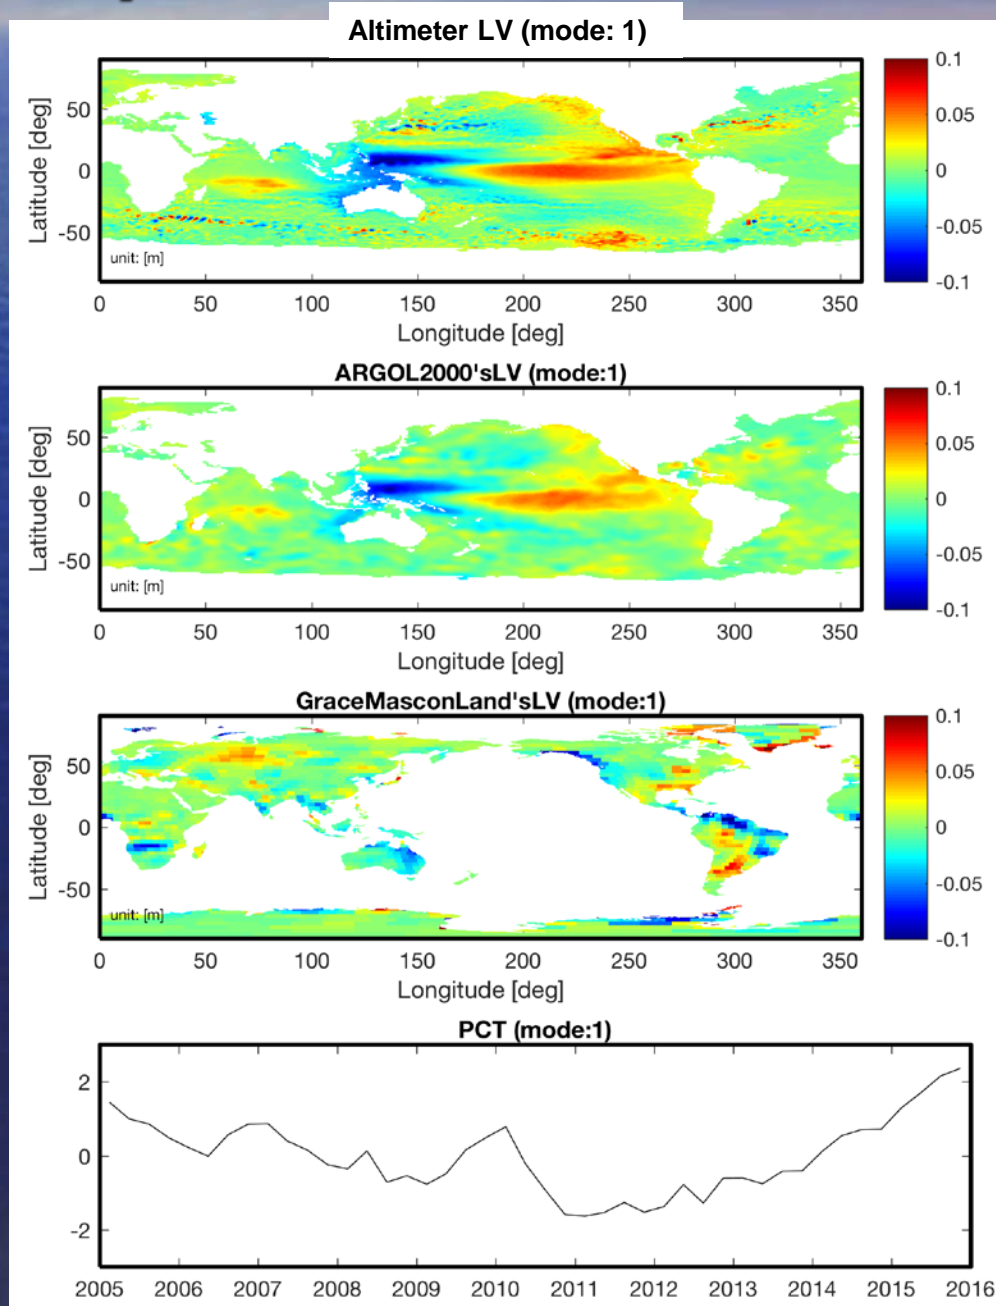 Altimeter LV (mode: 1)
Latitude [deg]
50
0
-50
unit: [m]
0 50 100 150 200 250 300 350
Longitude [deg]
0.1
0.05
0
-0.05
-0.1
ARGOL2000'sLV (mode:1)
Latitude [deg]
50
0
-50
unit: [m]
0 50 100 150 200 250 300 350
Longitude [deg]
0.1
0.05
0
-0.05
-0.1
GraceMasconLand'sLV (mode:1)
Latitude [deg]
50
0
-50
unit: [m]
0 50 100 150 200 250 300 350
Longitude [deg]
0.1
0.05
0
-0.05
-0.1
PCT (mode:1)
2
0
-2
2005 2006 2007 2008 2009 2010 2011 2012 2013 2014 2015 2016